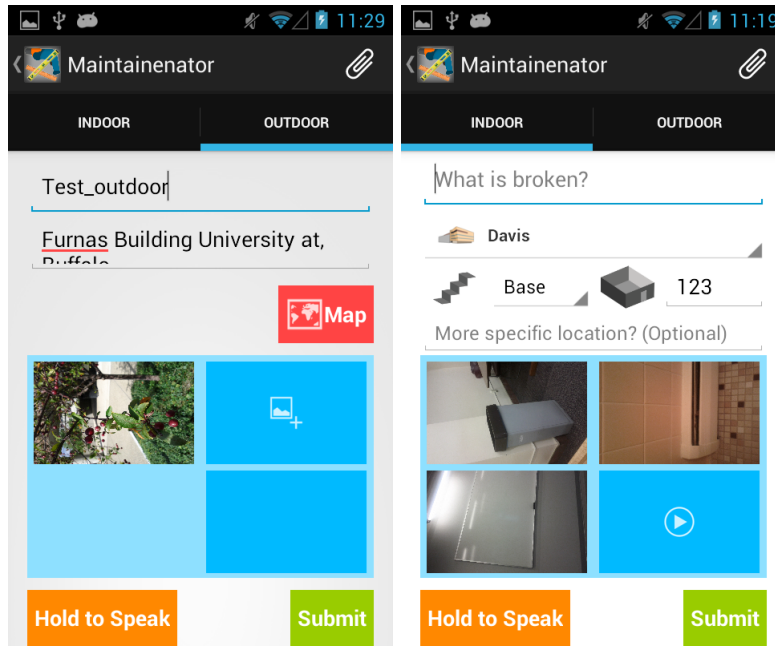 11:29
Maintainenator
INDOOR
OUTDOOR
Test_outdoor
Furnas Building University at,
Buffalo
Map
Hold to Speak
Submit
11:19
Maintainenator
INDOOR
OUTDOOR
What is broken?
Davis
Base
123
More specific location? (Optional)
Hold to Speak
Submit